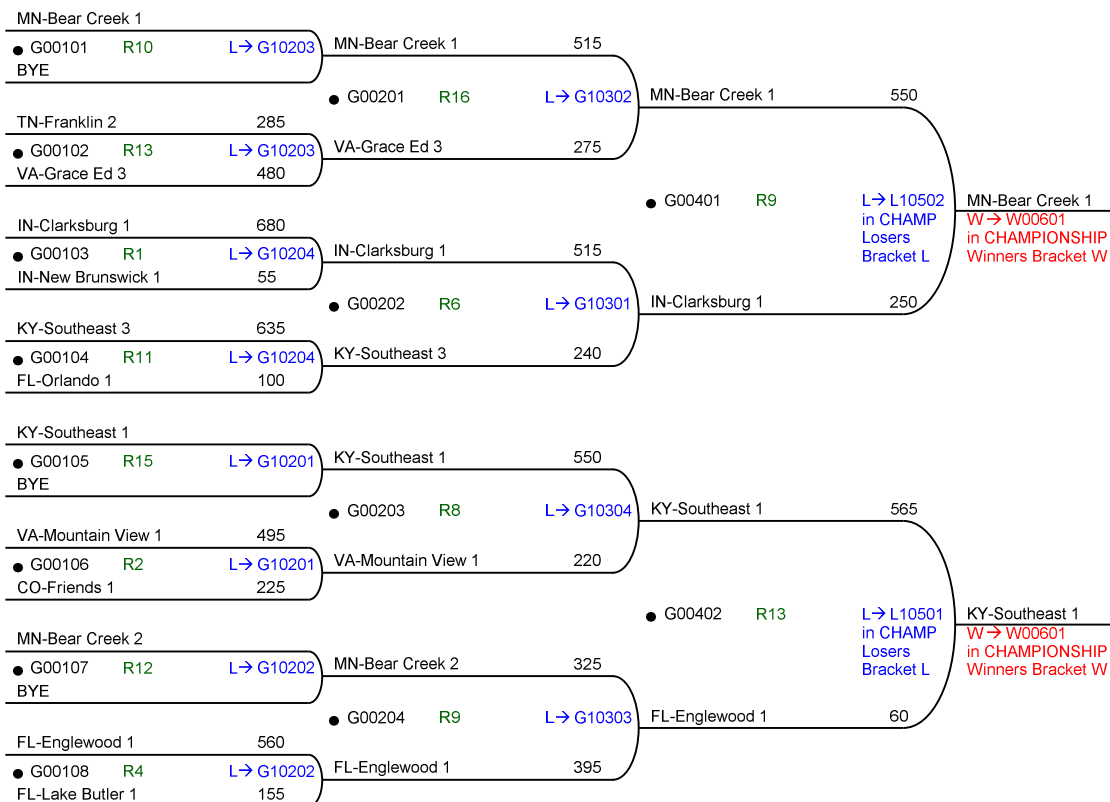 MN-Bear Creek 1
G00101 R10 L→ G10203
BYE
TN-Franklin 2 285
G00102 R13 L→ G10203
VA-Grace Ed 3 480
IN-Clarksburg 1 680
G00103 R1 L→ G10204
IN-New Brunswick 1 55
KY-Southeast 3 635
G00104 R11 L→ G10204
FL-Orlando 1 100
KY-Southeast 1
G00105 R15 L→ G10201
BYE
VA-Mountain View 1 495
G00106 R2 L→ G10201
CO-Friends 1 225
MN-Bear Creek 2
G00107 R12 L→ G10202
BYE
FL-Englewood 1 560
G00108 R4 L→ G10202
FL-Lake Butler 1 155
MN-Bear Creek 1 515
G00201 R16 L→ G10302
VA-Grace Ed 3 275
IN-Clarksburg 1 515
G00202 R6 L→ G10301
KY-Southeast 3 240
KY-Southeast 1 550
G00203 R8 L→ G10304
VA-Mountain View 1 220
MN-Bear Creek 2 325
G00204 R9 L→ G10303
FL-Englewood 1 395
MN-Bear Creek 1 550
G00401 R9 L→ L10502
in CHAMP
Losers
Bracket L
IN-Clarksburg 1 250
KY-Southeast 1 565
G00402 R13 L→ L10501
in CHAMP
Losers
Bracket L
FL-Englewood 1 60
MN-Bear Creek 1
W→ W00601
in CHAMPIONSHIP
Winners Bracket W
KY-Southeast 1
W→ W00601
in CHAMPIONSHIP
Winners Bracket W